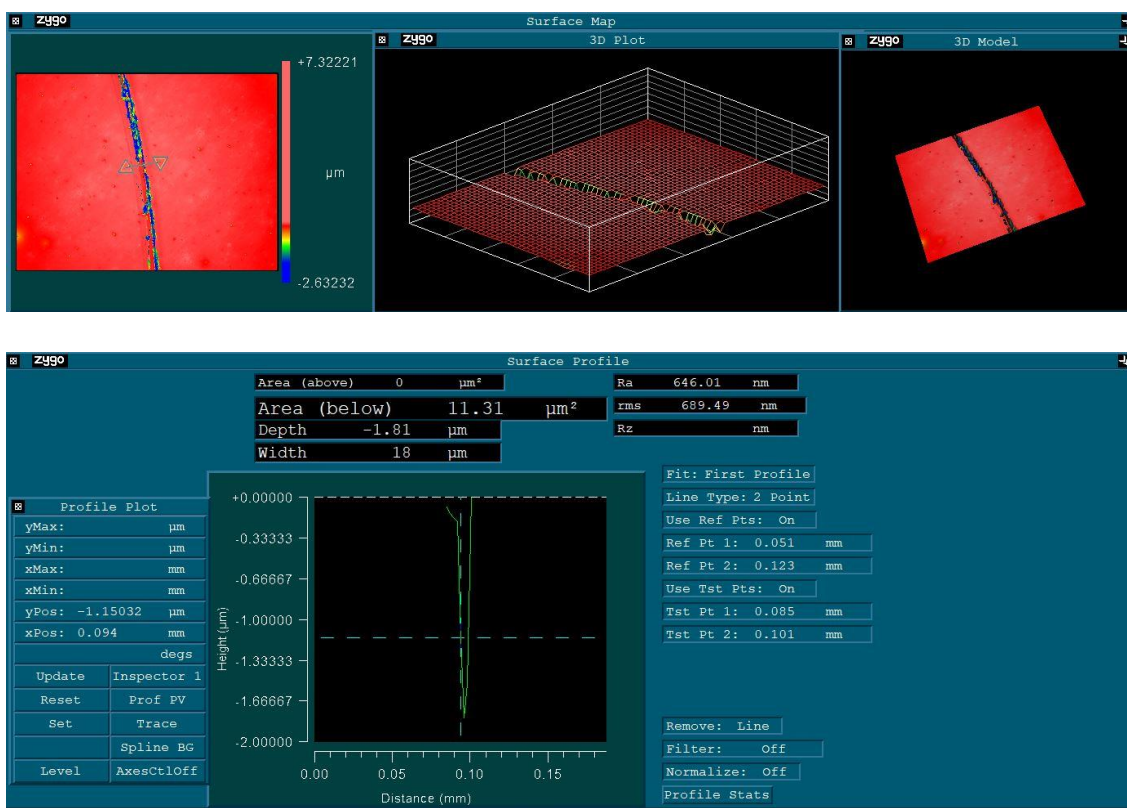 zygo Surface Map
zygo 3D Plot
zygo 3D Model
+7.32221
µm
-2.63232
zygo Surface Profile
Area (above) 0 µm²
Area (below) 11.31 µm²
Depth -1.81 µm
Width 18 µm
Ra 646.01 nm
rms 689.49 nm
Rz nm
Profile Plot
yMax: µm
yMin: µm
xMax: mm
xMin: mm
yPos: -1.15032 µm
xPos: 0.094 mm
degs
Update Inspector 1
Reset Prof PV
Set Trace
Spline BG
Level AxesCtlOff
+0.00000
-0.33333
-0.66667
-1.00000
-1.33333
-1.66667
-2.00000
Height (µm)
0.00 0.05 0.10 0.15
Distance (mm)
Fit: First Profile
Line Type: 2 Point
Use Ref Pts: On
Ref Pt 1: 0.051 mm
Ref Pt 2: 0.123 mm
Use Tst Pts: On
Tst Pt 1: 0.085 mm
Tst Pt 2: 0.101 mm
Remove: Line
Filter: Off
Normalize: Off
Profile Stats